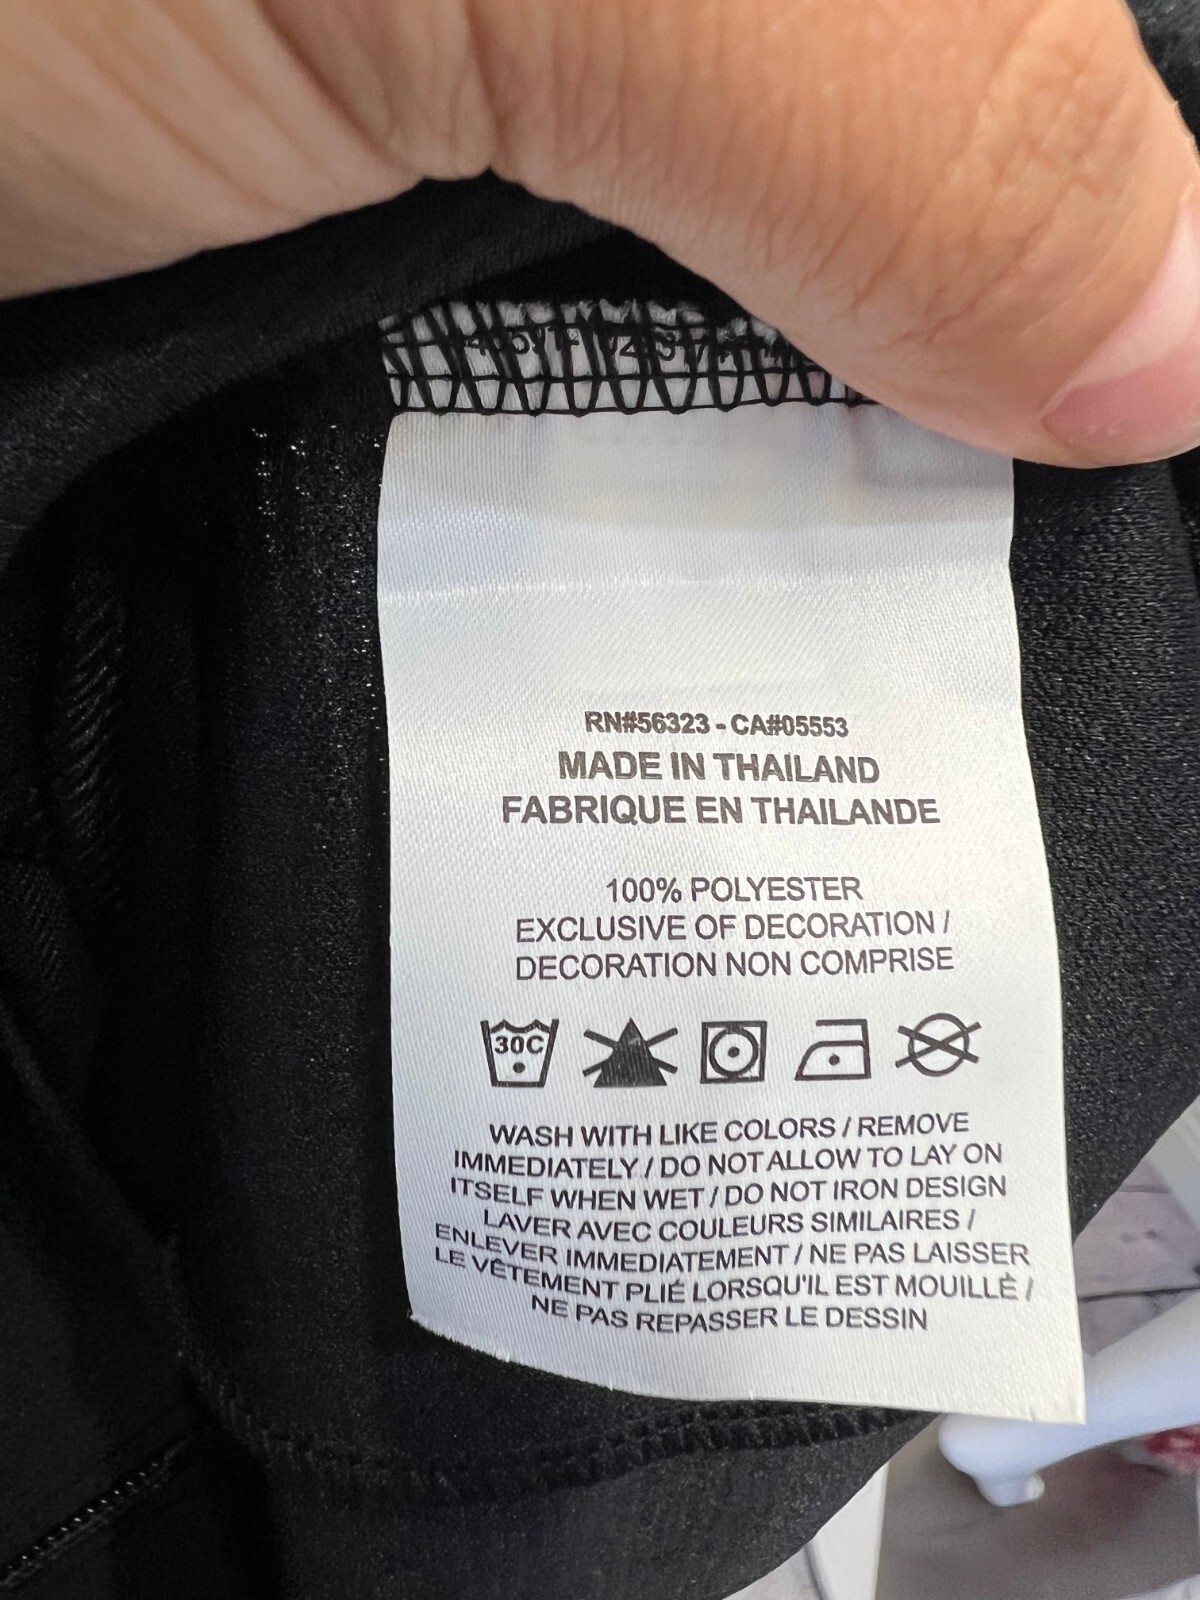 RN#56323 - CA#05553
MADE IN THAILAND
FABRIQUE EN THAILANDE
100% POLYESTER
EXCLUSIVE OF DECORATION /
DECORATION NON COMPRISE
30C
WASH WITH LIKE COLORS / REMOVE
IMMEDIATELY / DO NOT ALLOW TO LAY ON
ITSELF WHEN WET / DO NOT IRON DESIGN
LAVER AVEC COULEURS SIMILAIRES /
ENLEVER IMMEDIATEMENT / NE PAS LAISSER
LE VÊTEMENT PLIÉ LORSQU'IL EST MOUILLÈ /
NE PAS REPASSER LE DESSIN